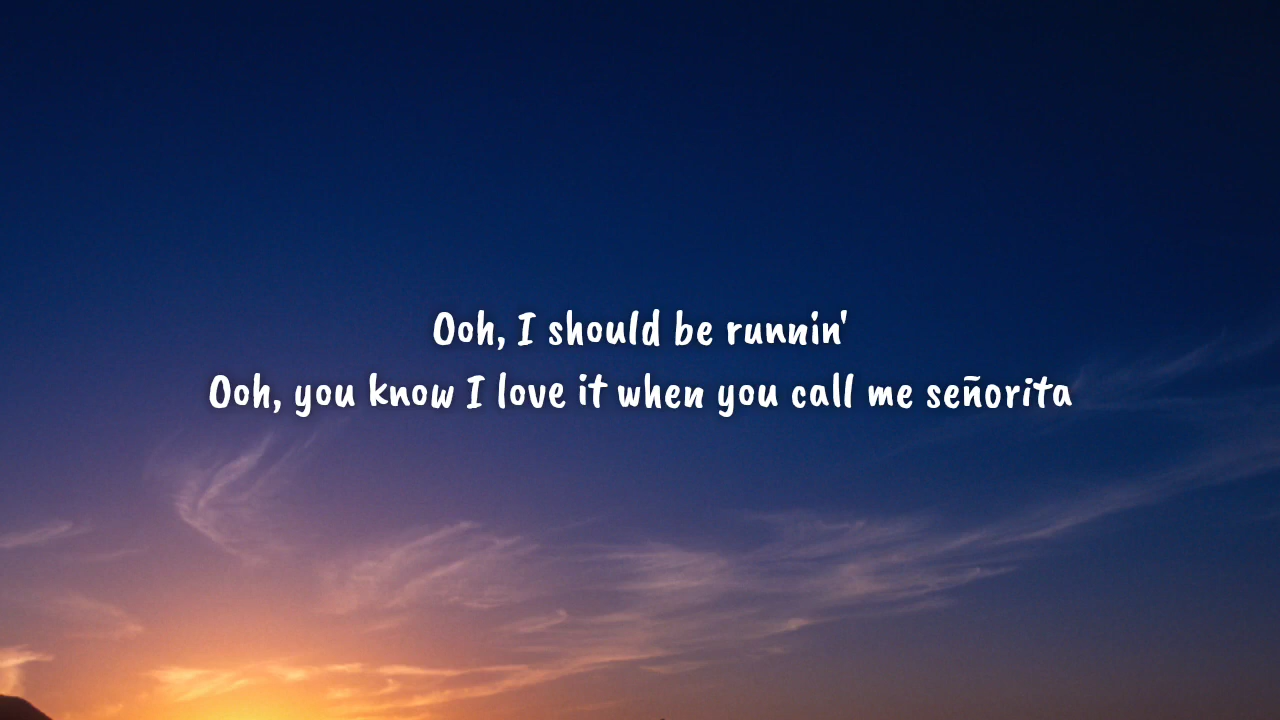 Ooh, I should be runnin'
Ooh, you know I love it when you call me señorita